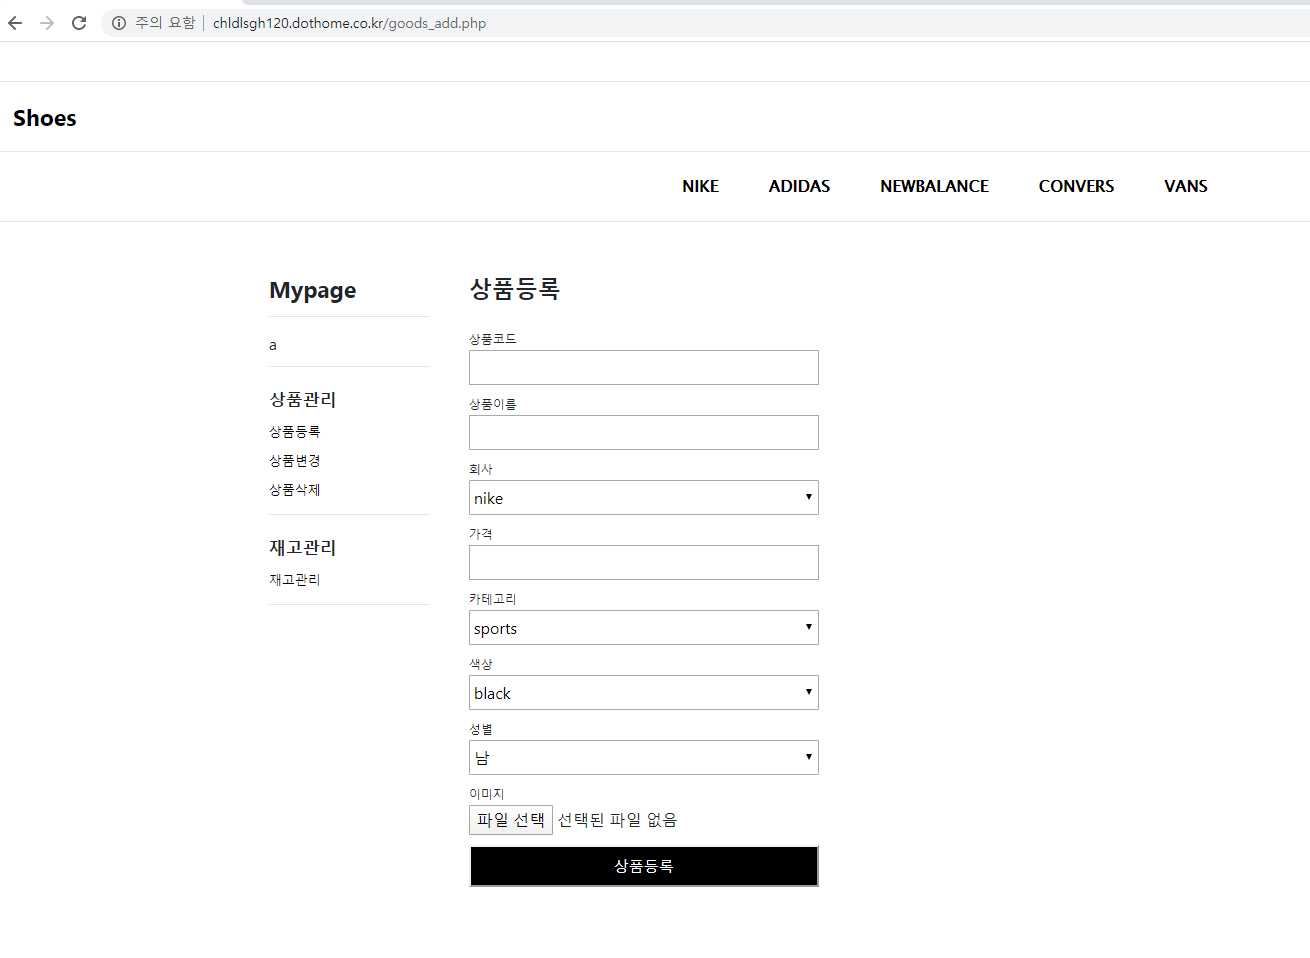 주의 요함 | chldlsgh120.dothome.co.kr/goods_add.php
Shoes
NIKE ADIDAS NEWBALANCE CONVERS VANS
Mypage
a
상품관리
상품등록
상품변경
상품삭제
재고관리
재고관리
상품등록
상품코드
상품이름
회사
nike
가격
카테고리
sports
색상
black
성별
남
이미지
파일 선택 선택된 파일 없음
상품등록